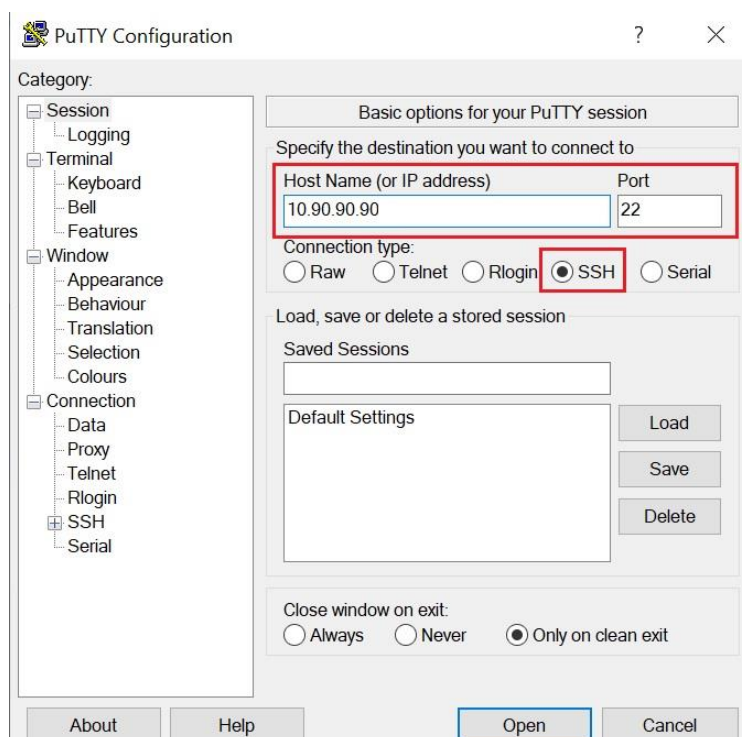 PuTTY Configuration
? ×
Category:
Session
Logging
Terminal
Keyboard
Bell
Features
Window
Appearance
Behaviour
Translation
Selection
Colours
Connection
Data
Proxy
Telnet
Rlogin
SSH
Serial
Basic options for your PuTTY session
Specify the destination you want to connect to
Host Name (or IP address) Port
10.90.90.90 22
Connection type:
Raw Telnet Rlogin SSH Serial
Load, save or delete a stored session
Saved Sessions
Default Settings
Load
Save
Delete
Close window on exit:
Always Never Only on clean exit
About Help Open Cancel